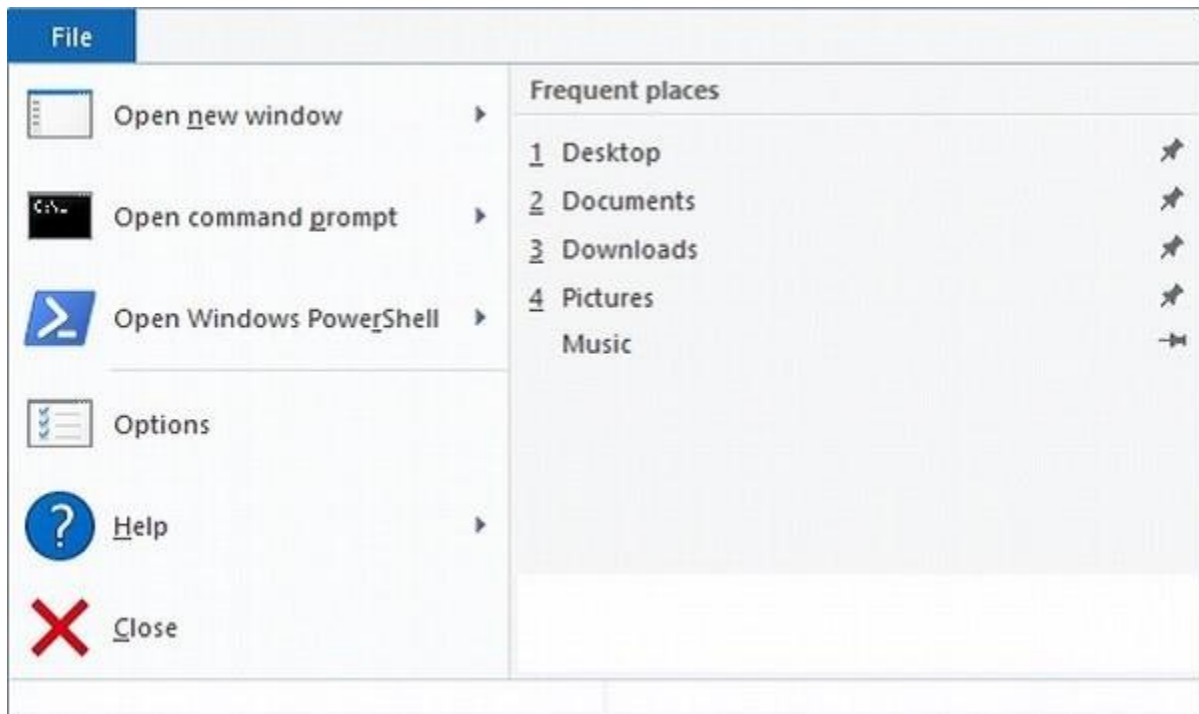 File
Open new window
C:\_
Open command prompt
Open Windows PowerShell
Options
Help
Close
Frequent places
1 Desktop
2 Documents
3 Downloads
4 Pictures
Music